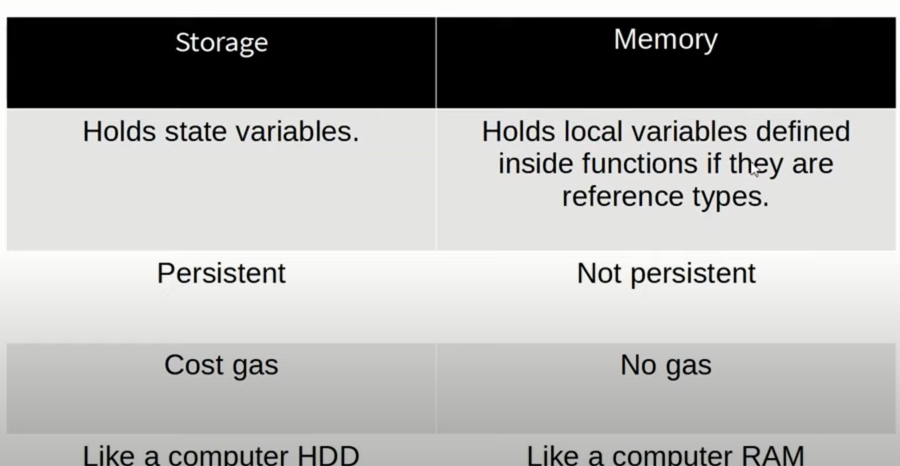 Storage
Memory
Holds state variables.
Holds local variables defined
inside functions if they are
reference types.
Persistent
Not persistent
Cost gas
No gas
Like a computer HDD
Like a computer RAM